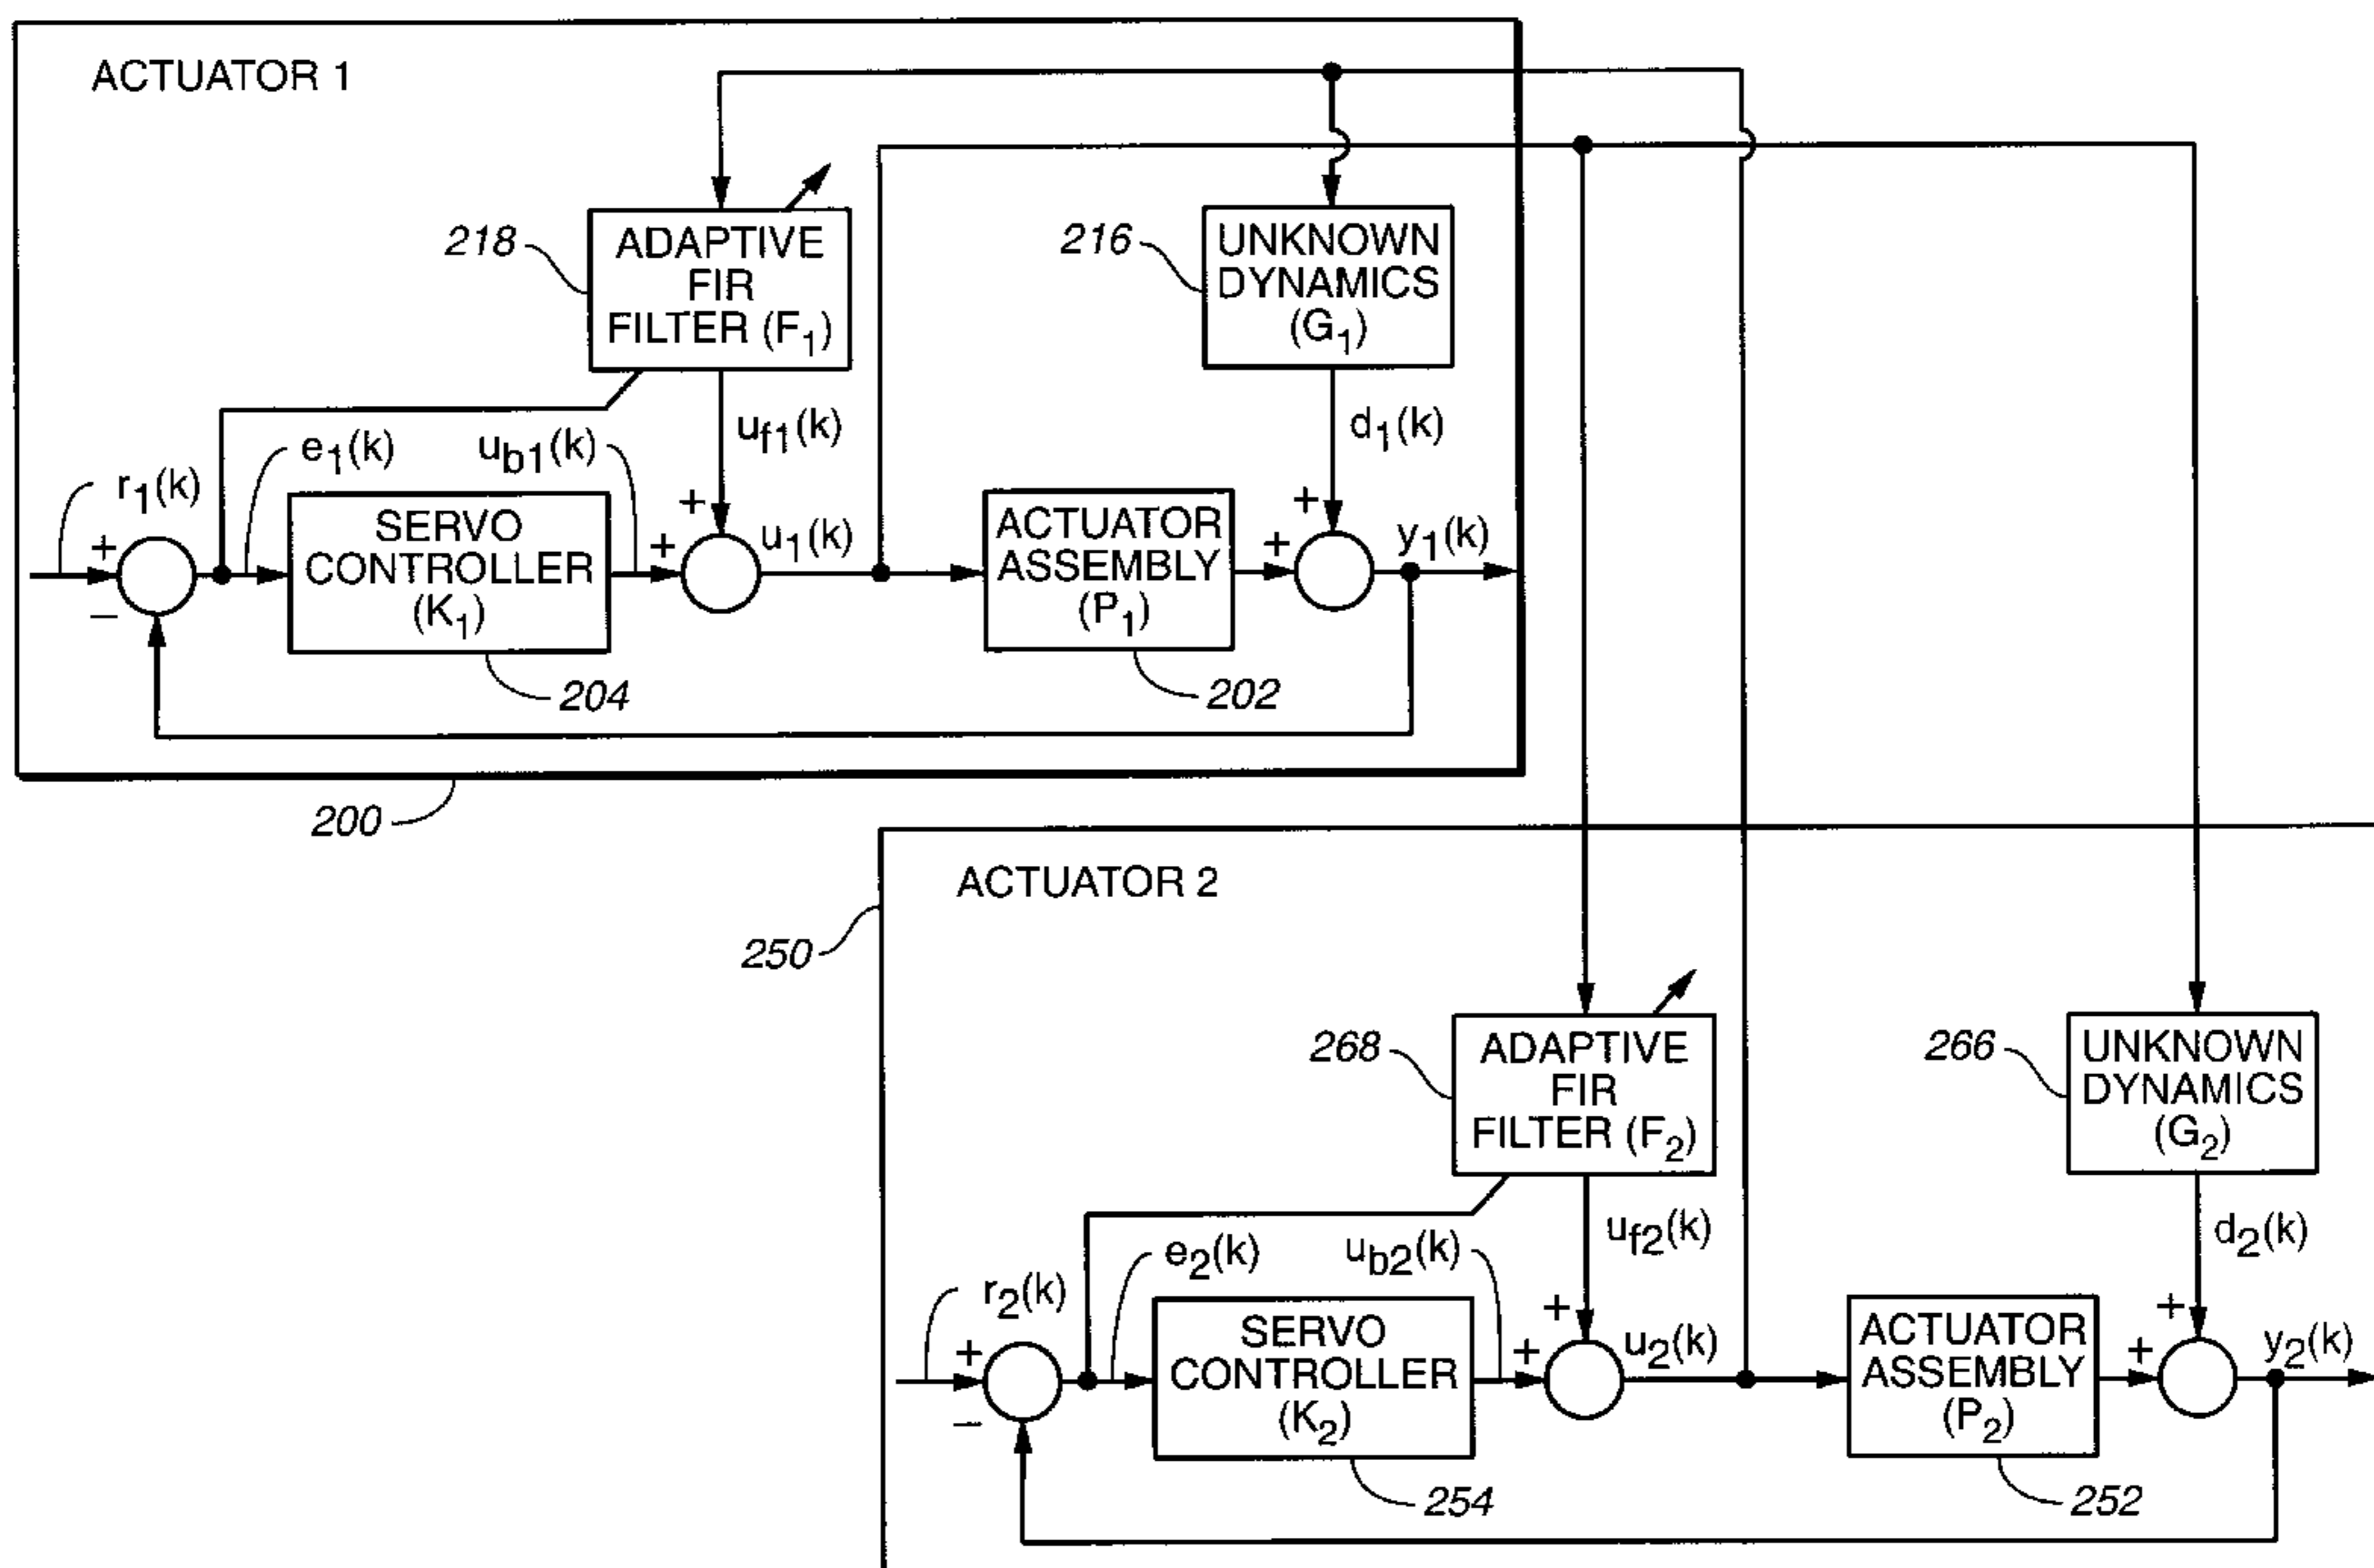 ACTUATOR 1
218
ADAPTIVE
FIR
FILTER (F1)
216
UNKNOWN
DYNAMICS
(G1)
uf1(k)
d1(k)
r1(k)
e1(k)
ub1(k)
+
−
SERVO
CONTROLLER
(K1)
+
+
u1(k)
ACTUATOR
ASSEMBLY
(P1)
+
+
y1(k)
204
202
200
ACTUATOR 2
250
268
ADAPTIVE
FIR
FILTER (F2)
266
UNKNOWN
DYNAMICS
(G2)
uf2(k)
d2(k)
r2(k)
e2(k)
ub2(k)
+
−
SERVO
CONTROLLER
(K2)
+
+
u2(k)
ACTUATOR
ASSEMBLY
(P2)
+
+
y2(k)
254
252